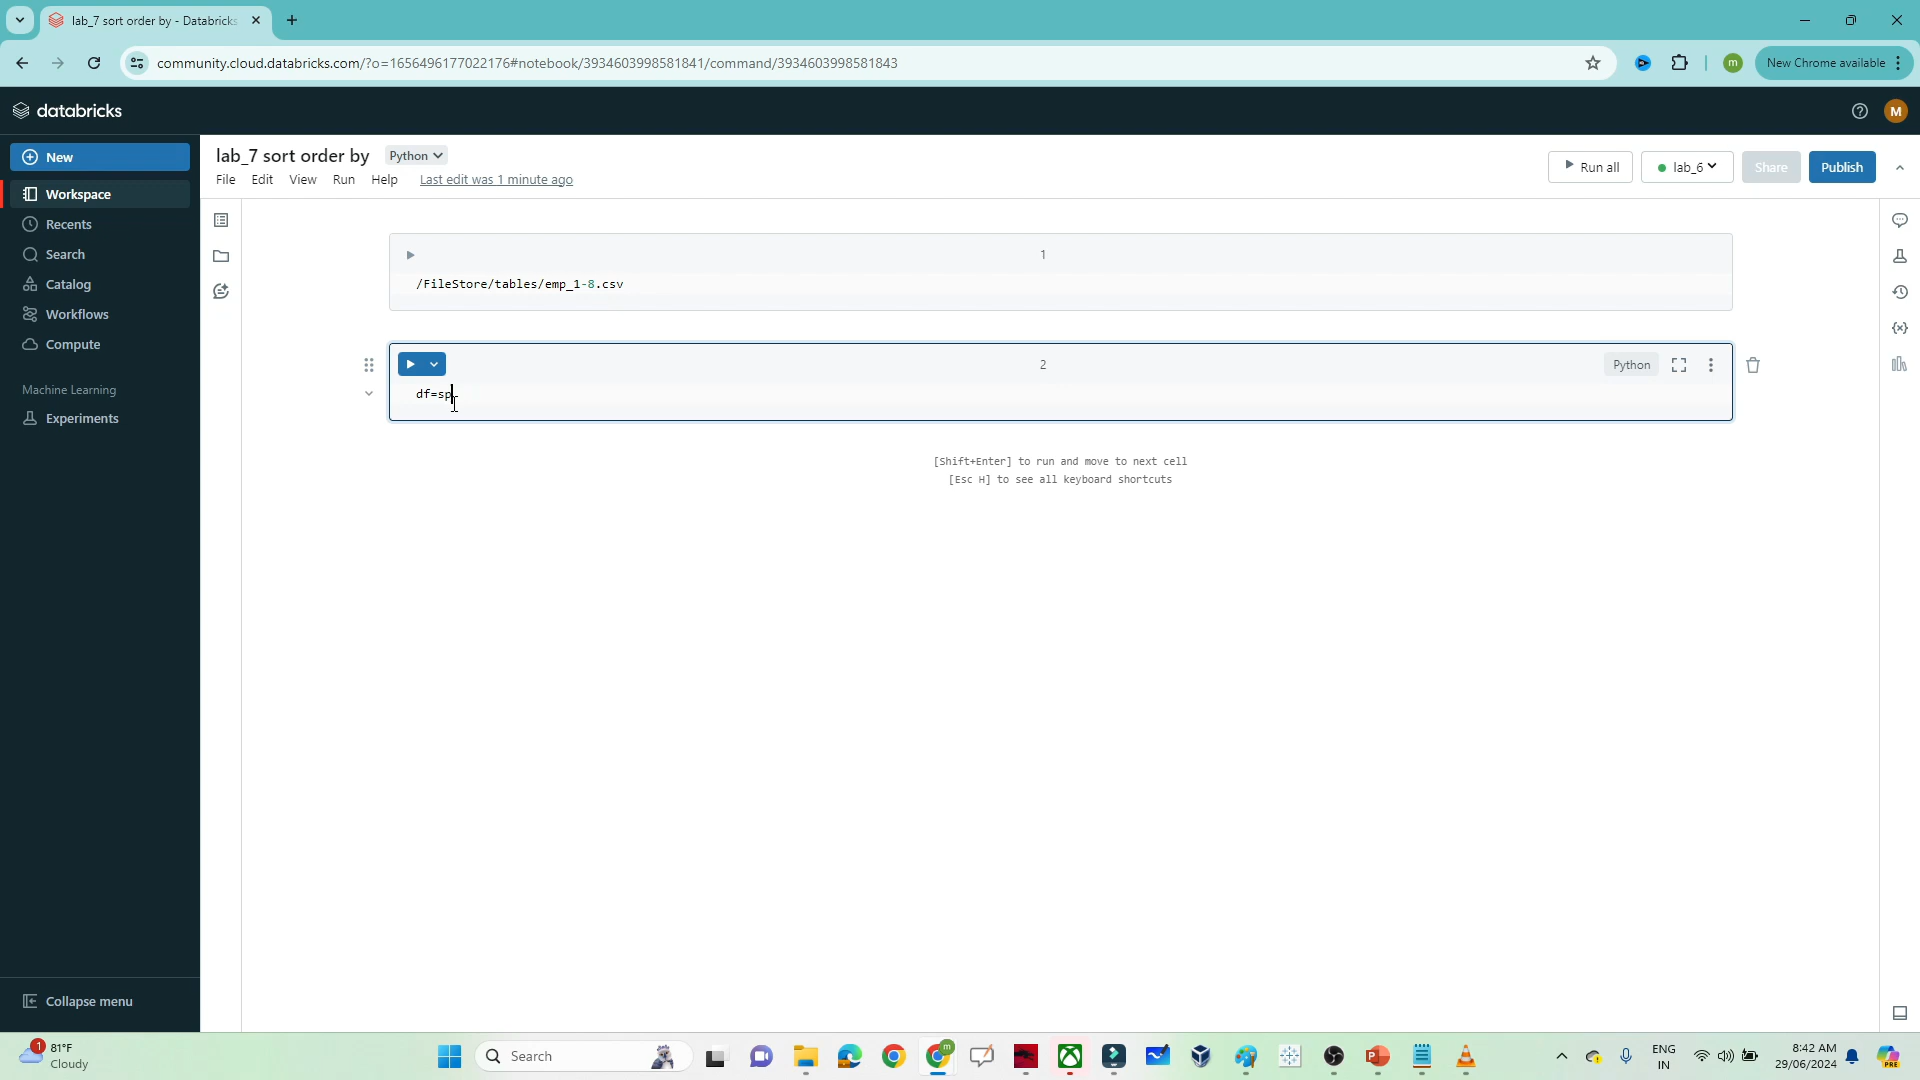 lab_7 sort order by - Databricks
community.cloud.databricks.com/?o=1656496177022176#notebook/3934603998581841/command/3934603998581843
m
New Chrome available
databricks
M
New
lab_7 sort order by
Python
File
Edit
View
Run
Help
Last edit was 1 minute ago
Run all
lab_6
Share
Publish
Workspace
Recents
Search
Catalog
Workflows
Compute
Machine Learning
Experiments
1
/FileStore/tables/emp_1-8.csv
2
Python
df=sp
[Shift+Enter] to run and move to next cell
[Esc H] to see all keyboard shortcuts
Collapse menu
1
81°F
Cloudy
Search
m
ENG
IN
8:42 AM
29/06/2024
PRE